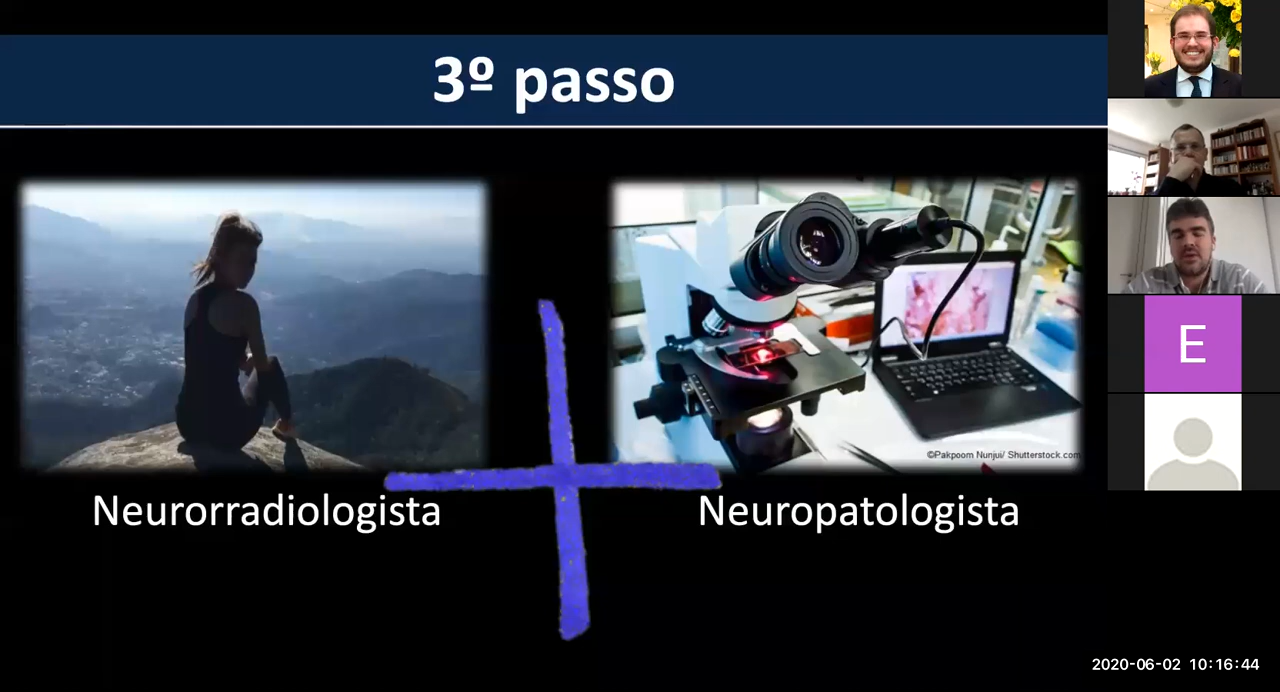 3º passo
©Pakpoom Nunjui/ Shutterstock.com
Neurorradiologista
Neuropatologista
E
2020-06-02 10:16:44